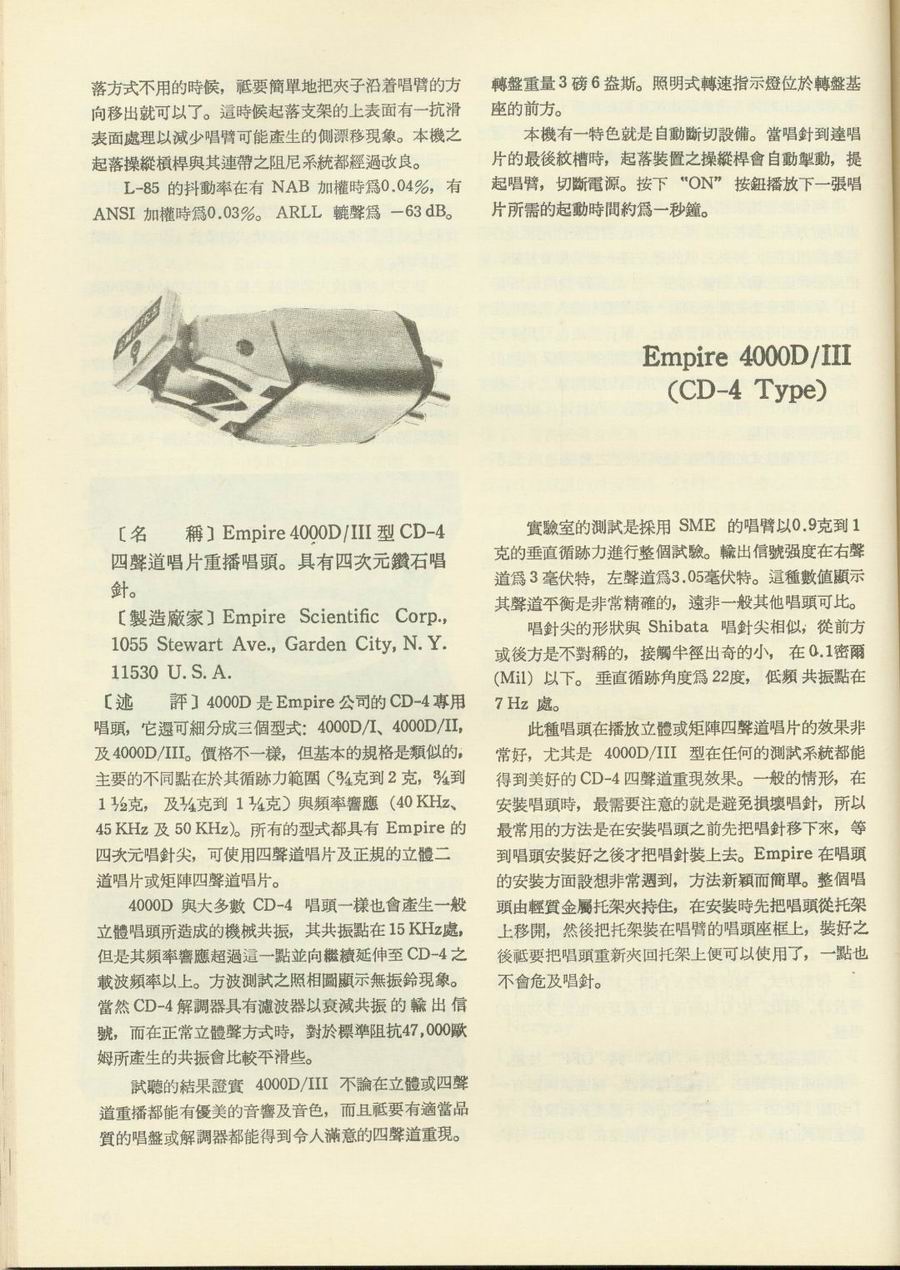 落方式不用的時候，祗要簡單地把夾子沿着唱臂的方
向移出就可以了。這時候起落支架的上表面有一抗滑
表面處理以減少唱臂可能產生的側漂移現象。本機之
起落操縱槓桿與其連帶之阻尼系統都經過改良。
L-85 的抖動率在有 NAB 加權時爲0.04%，有
ANSI 加權時爲0.03%。 ARLL 轆聲爲 －63 dB。
轉盤重量 3 磅 6 盎斯。照明式轉速指示燈位於轉盤基
座的前方。
本機有一特色就是自動斷切設備。當唱針到達唱
片的最後紋槽時，起落裝置之操縱桿會自動掣動，提
起唱臂，切斷電源。按下 “ON” 按鈕播放下一張唱
片所需的起動時間約爲一秒鐘。
EMPIRE
Empire 4000D/III
(CD-4 Type)
〔名　　稱〕Empire 4000D/III 型 CD-4
四聲道唱片重播唱頭。具有四次元鑽石唱
針。
〔製造廠家〕Empire Scientific Corp.,
1055 Stewart Ave., Garden City, N. Y.
11530 U. S. A.
〔述　　評〕4000D 是 Empire 公司的 CD-4 專用
唱頭，它還可細分成三個型式：4000D/I、4000D/II，
及 4000D/III。價格不一樣，但基本的規格是類似的，
主要的不同點在於其循跡力範圍（¾克到 2 克，¾到
1 ½克， 及¼克到 1 ¼克）與頻率響應 （40 KHz、
45 KHz 及 50 KHz）。所有的型式都具有 Empire 的
四次元唱針尖，可使用四聲道唱片及正規的立體二
道唱片或矩陣四聲道唱片。
4000D 與大多數 CD-4 唱頭一樣也會產生一般
立體唱頭所造成的機械共振，其共振點在 15 KHz處，
但是其頻率響應超過這一點並向繼續延伸至 CD-4 之
載波頻率以上。方波測試之照相圖顯示無振鈴現象。
當然 CD-4 解調器具有濾波器以衰減共振 的 輸 出 信
號，而在正常立體聲方式時，對於標準阻抗47,000歐
姆所產生的共振會比較平滑些。
試聽的結果證實 4000D/III 不論在立體或四聲
道重播都能有優美的音響及音色，而且祗要有適當品
質的唱盤或解調器都能得到令人滿意的四聲道重現。
實驗室的測試是採用 SME 的唱臂以0.9克到 1
克的垂直循跡力進行整個試驗。輸出信號强度在右聲
道爲 3 毫伏特，左聲道爲3.05毫伏特。這種數值顯示
其聲道平衡是非常精確的，遠非一般其他唱頭可比。
唱針尖的形狀與 Shibata 唱針尖相似，從前方
或後方是不對稱的，接觸半徑出奇的小， 在 0.1密爾
(Mil) 以下。 垂直循跡角度爲 22度， 低頻 共振點在
7 Hz 處。
此種唱頭在播放立體或矩陣四聲道唱片的效果非
常好，尤其是 4000D/III 型在任何的測試系統都能
得到美好的 CD-4 四聲道重現效果。一般的情形，在
安裝唱頭時，最需要注意的就是避免損壞唱針，所以
最常用的方法是在安裝唱頭之前先把唱針移下來，等
到唱頭安裝好之後才把唱針裝上去。Empire 在唱頭
的安裝方面設想非常週到，方法新穎而簡單。整個唱
頭由輕質金屬托架夾持住，在安裝時先把唱頭從托架
上移開，然後把托架裝在唱臂的唱頭座框上，裝好之
後祗要把唱頭重新夾回托架上便可以使用了，一點也
不會危及唱針。